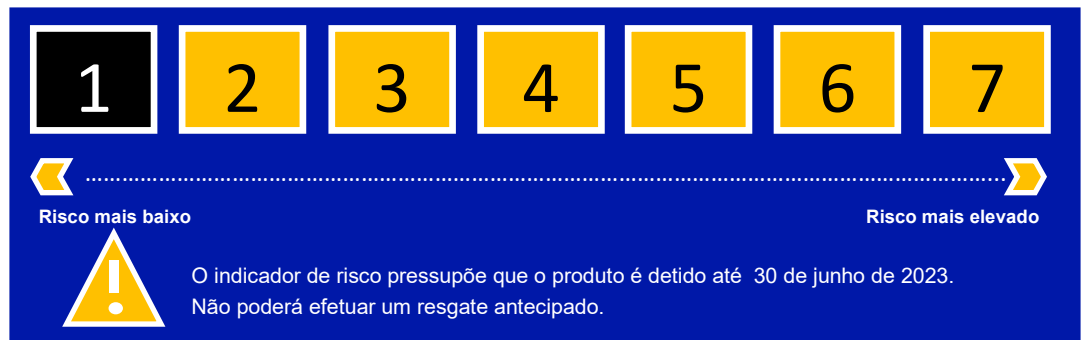 1 2 3 4 5 6 7
Risco mais baixo Risco mais elevado
O indicador de risco pressupõe que o produto é detido até 30 de junho de 2023.
Não poderá efetuar um resgate antecipado.